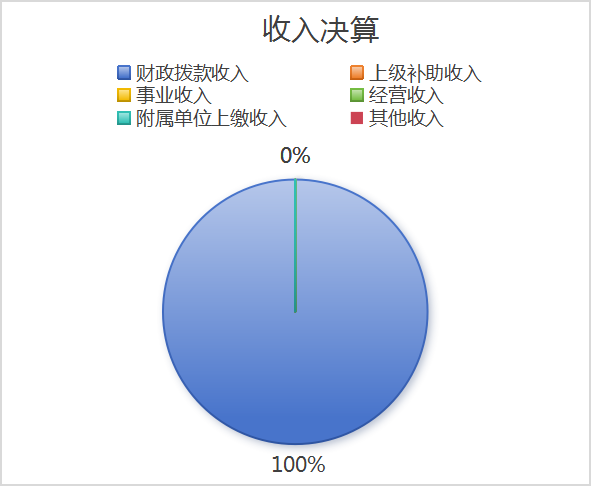 收入决算
财政拨款收入 上级补助收入
事业收入 经营收入
附属单位上缴收入 其他收入
0%
100%